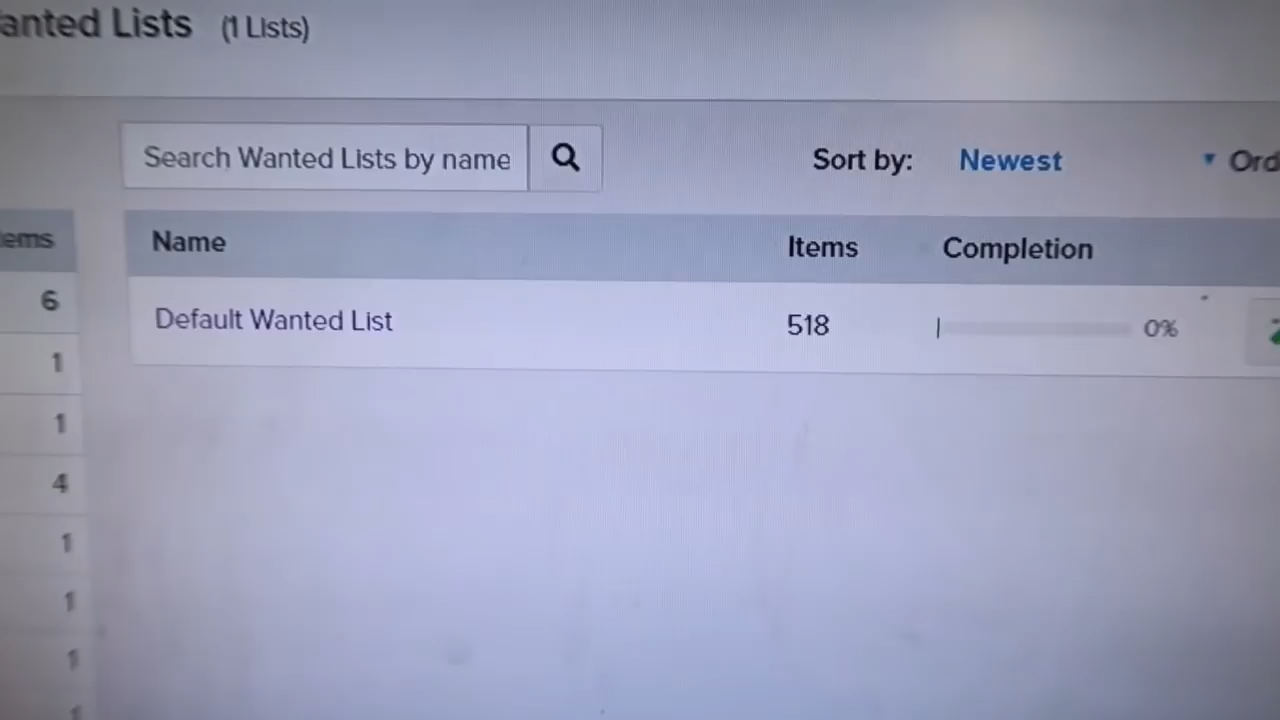 anted Lists (1 Lists)
Search Wanted Lists by name
Sort by: Newest Ord
ems
Name Items Completion
6
Default Wanted List 518 0%
1
1
4
1
1
1
1